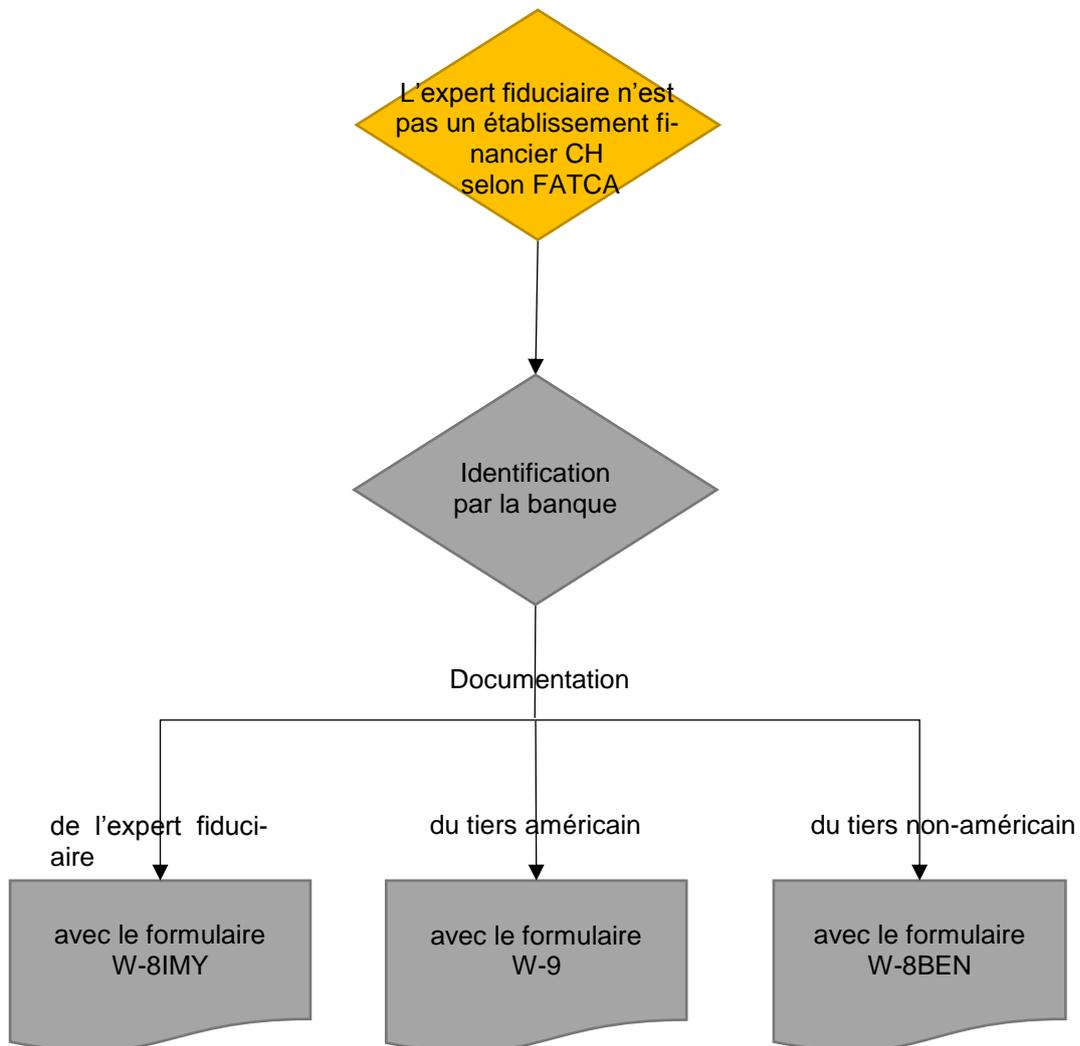 L’expert fiduciaire n’est
pas un établissement fi-
nancier CH
selon FATCA
Identification
par la banque
Documentation
de l’expert fiduci-
aire
du tiers américain
du tiers non-américain
avec le formulaire
W-8IMY
avec le formulaire
W-9
avec le formulaire
W-8BEN